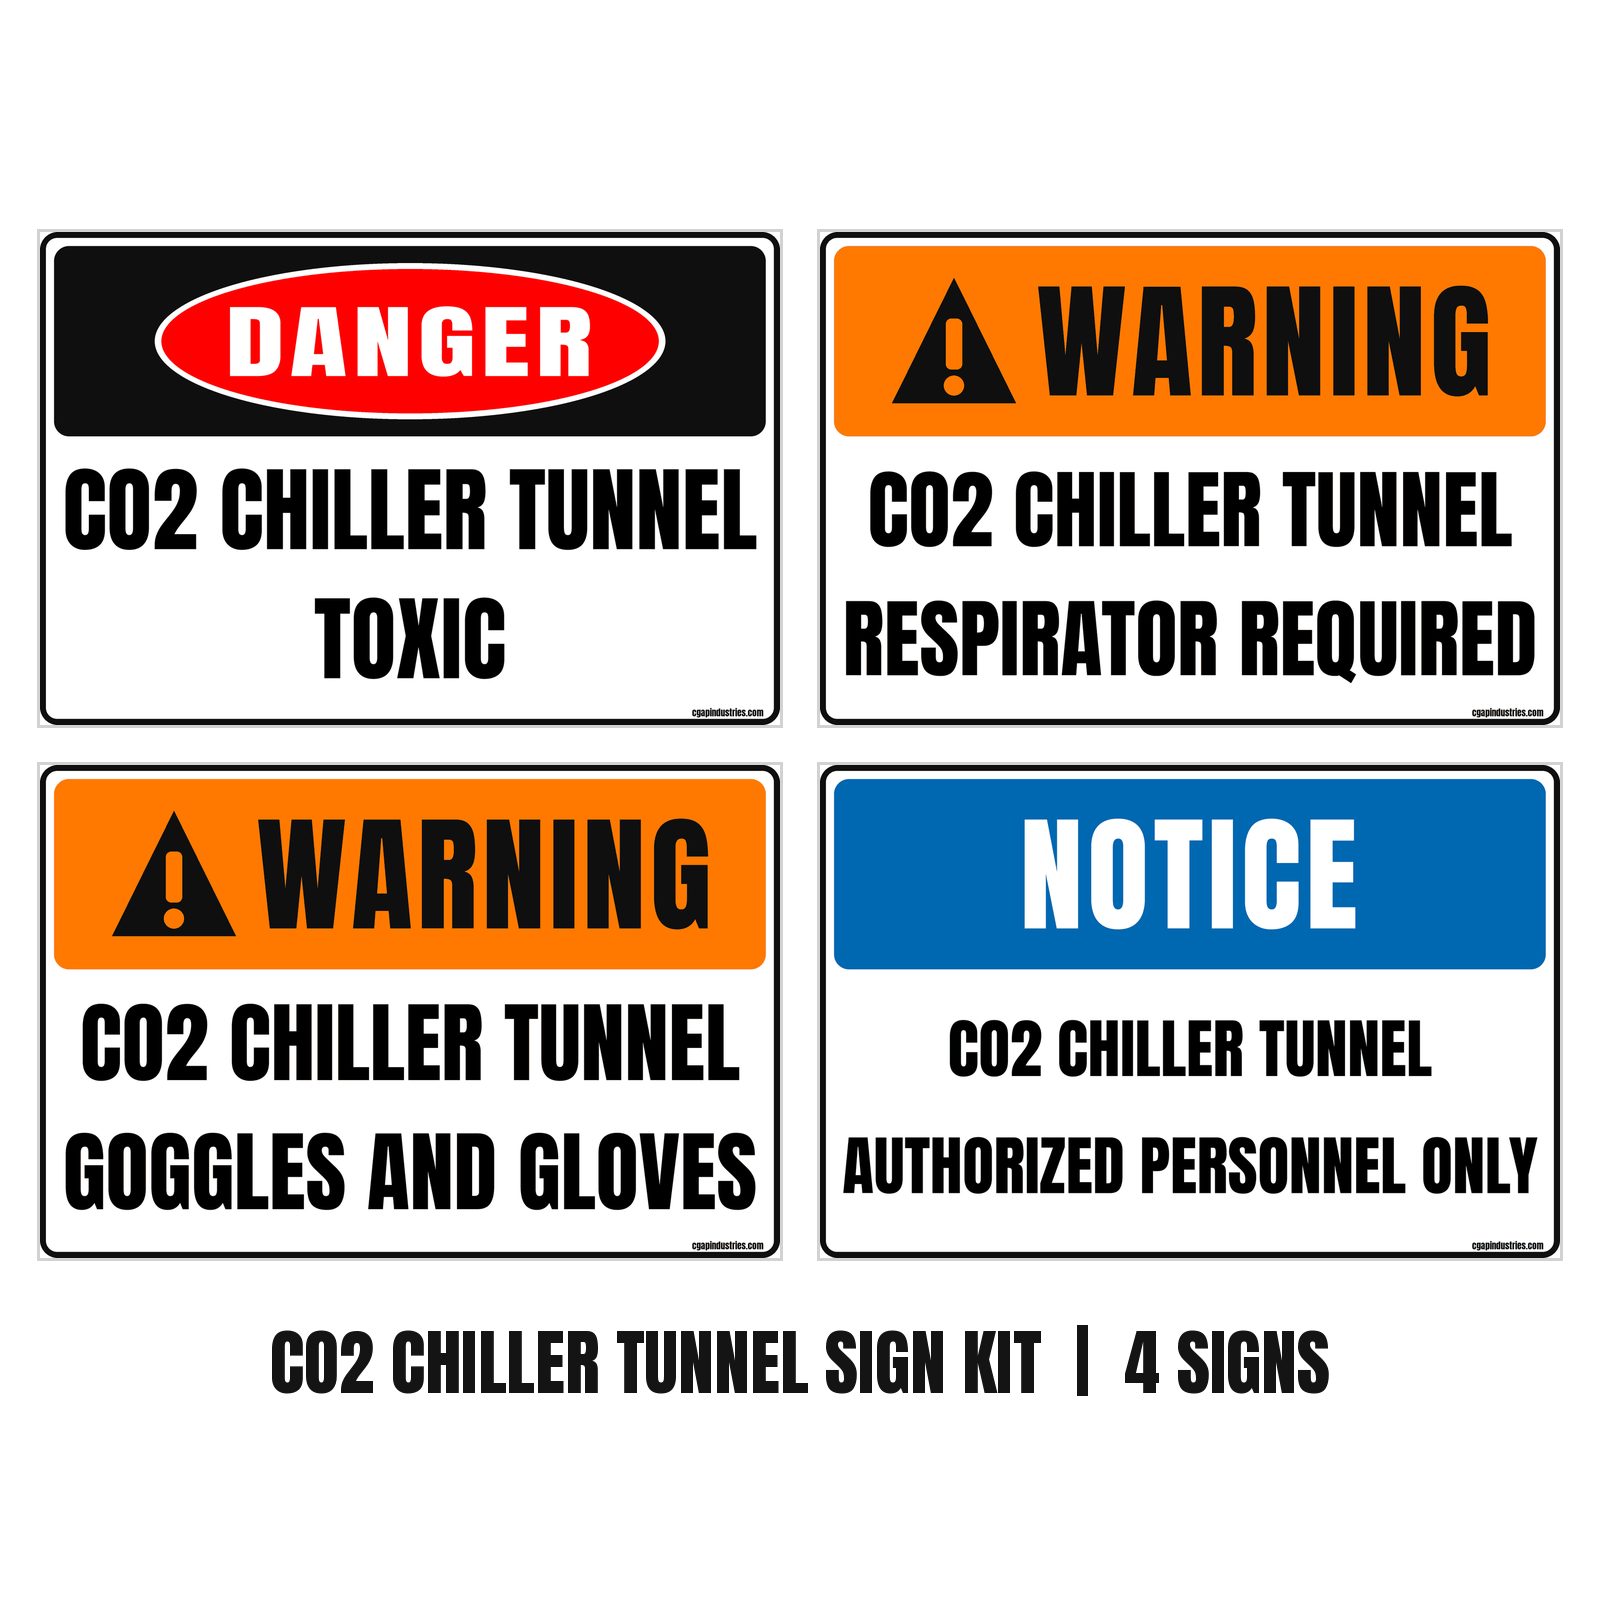 DANGER
CO2 CHILLER TUNNEL
TOXIC
cgapindustries.com
WARNING
CO2 CHILLER TUNNEL
RESPIRATOR REQUIRED
cgapindustries.com
WARNING
CO2 CHILLER TUNNEL
GOGGLES AND GLOVES
cgapindustries.com
NOTICE
CO2 CHILLER TUNNEL
AUTHORIZED PERSONNEL ONLY
cgapindustries.com
CO2 CHILLER TUNNEL SIGN KIT | 4 SIGNS